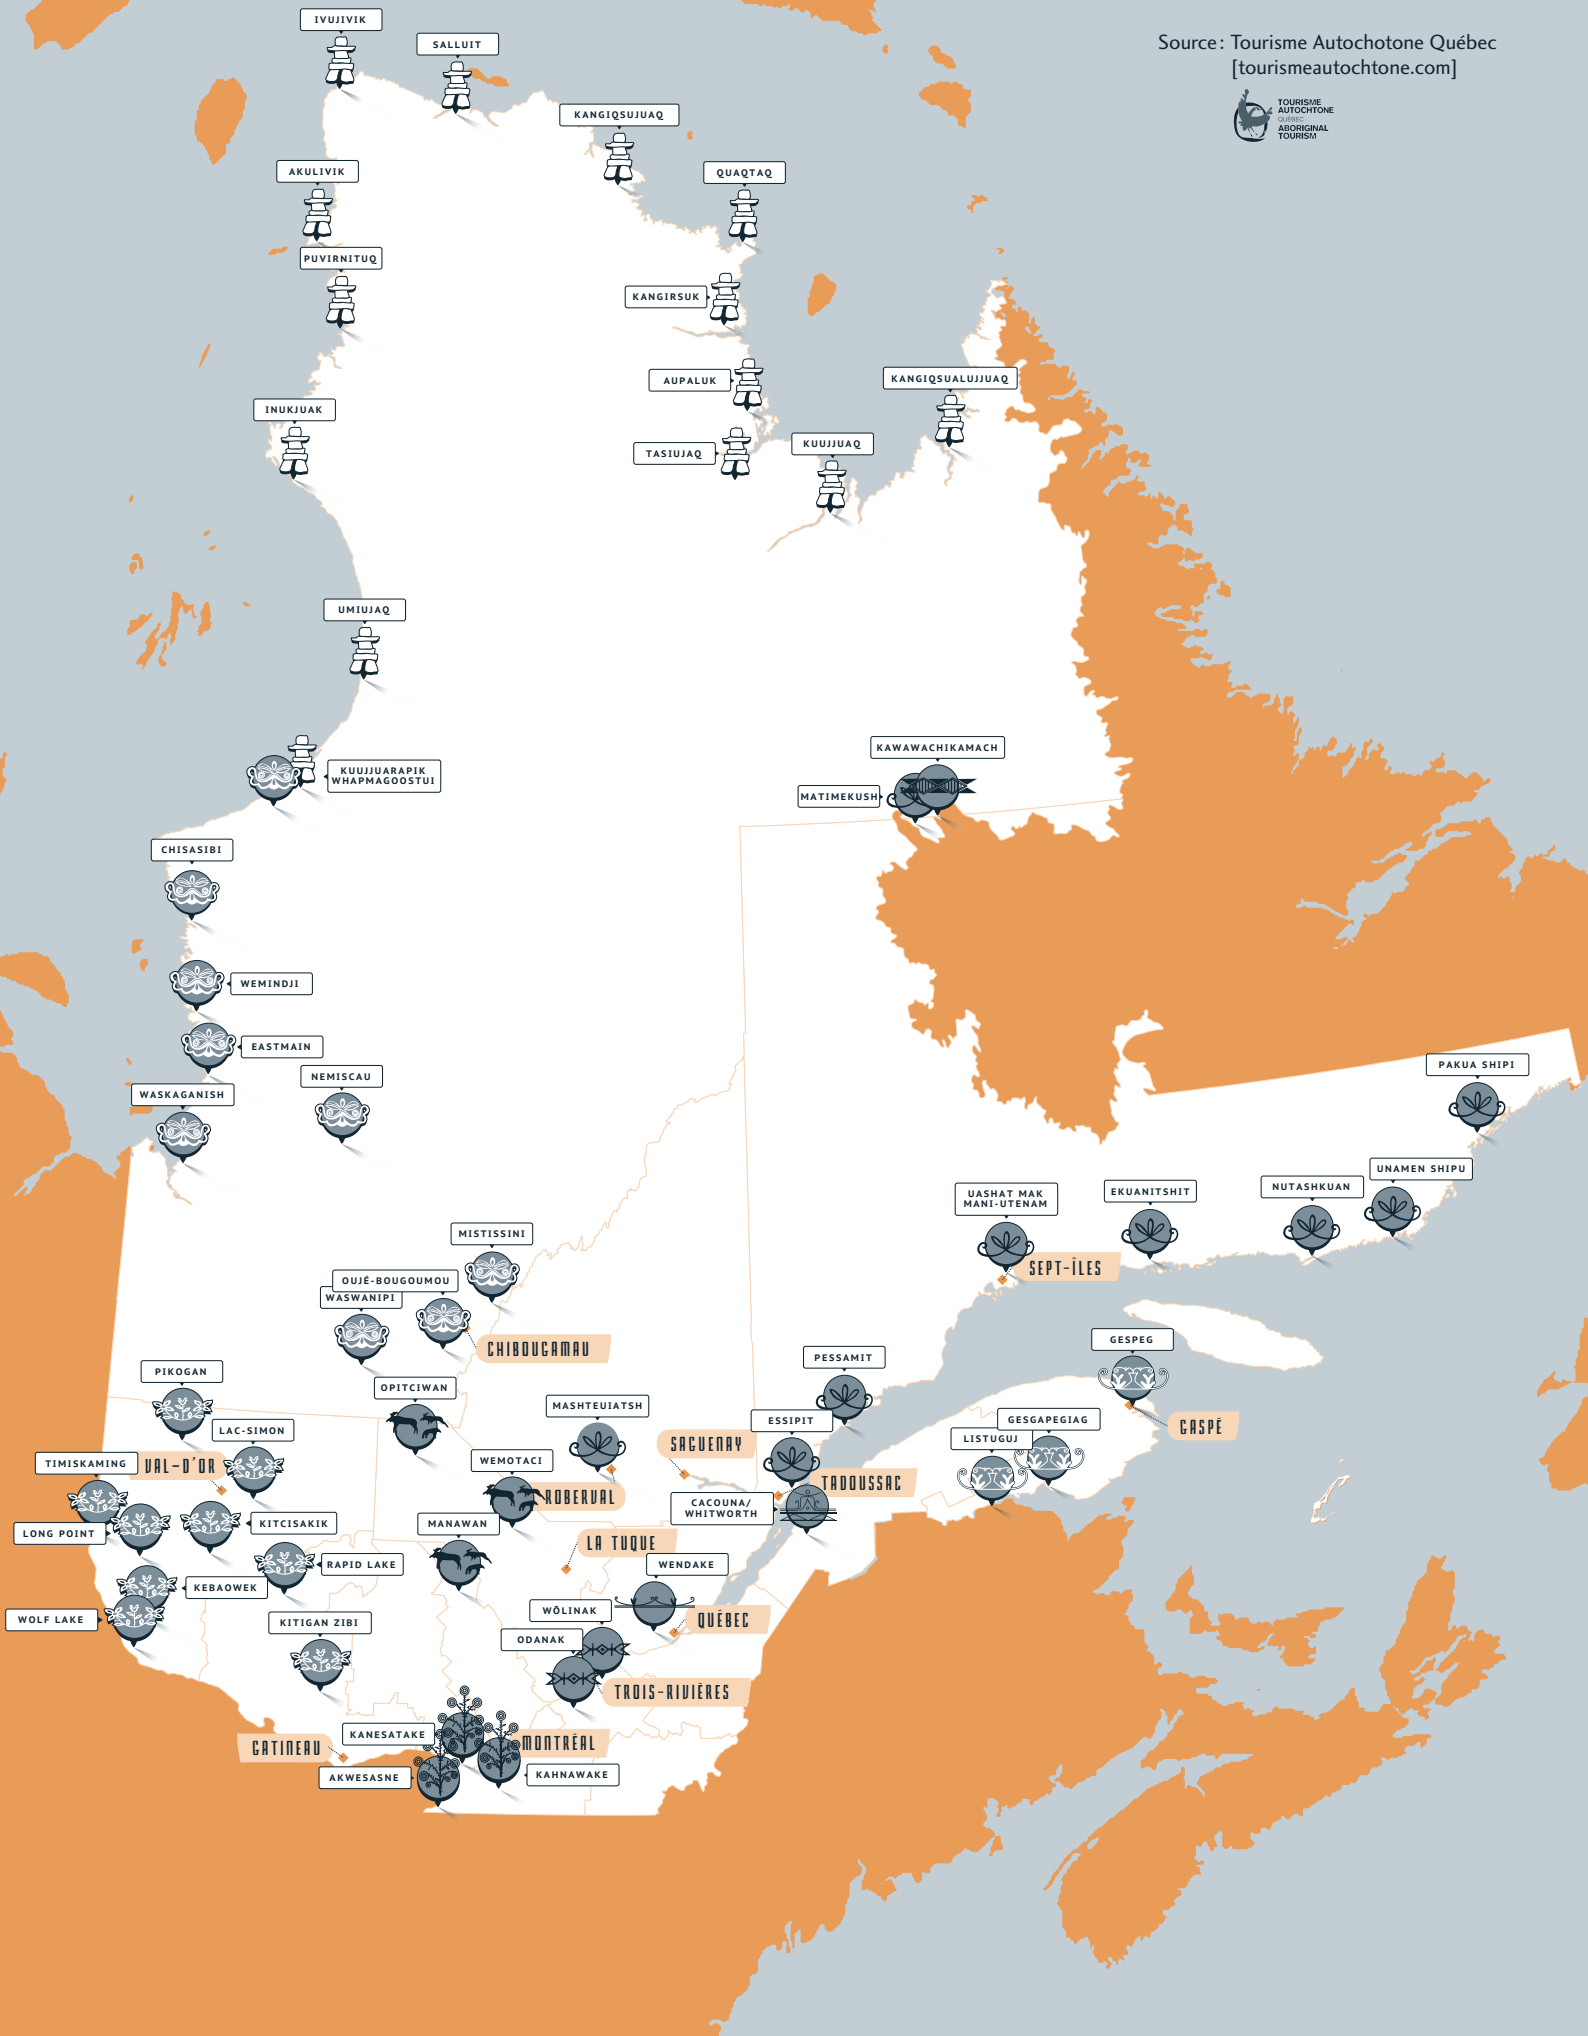 IVUJIVIK
SALLUIT
Source: Tourisme Autochotone Québec
[tourismeautochtone.com]
TOURISME
AUTOCHTONE
QUÉBEC
ABORIGINAL
TOURISM
KANGIQSUJUAQ
AKULIVIK
QUAQTAQ
PUVIRNITUQ
KANGIRSUK
AUPALUK
KANGIQSUALUJJUAQ
INUKJUAK
TASIUJAQ
KUUJJUAQ
UMIUJAQ
KUUJJUARAPIK
WHAPMAGOOSTUI
KAWAWACHIKAMACH
MATIMEKUSH
CHISASIBI
WEMINDJI
EASTMAIN
NEMISCAU
WASKAGANISH
PAKUA SHIPI
UNAMEN SHIPU
NUTASHKUAN
EKUANITSHIT
UASHAT MAK
MANI-UTENAM
SEPT-ÎLES
MISTISSINI
OUJÉ-BOUGOUMOU
WASWANIPI
CHIBOUGAMAU
GESPEG
PESSAMIT
PIKOGAN
OPITCIWAN
MASHTEUIATSH
ESSIPIT
GESGAPEGIAG
GASPÉ
LISTUGUJ
LAC-SIMON
SAGUENAY
TIMISKAMING
VAL-D'OR
WEMOTACI
TADOUSSAC
ROBERVAL
CACOUNA/
WHITWORTH
LONG POINT
KITCISAKIK
MANAWAN
LA TUQUE
RAPID LAKE
WENDAKE
KEBAOWEK
WOLF LAKE
KITIGAN ZIBI
WÔLINAK
QUÉBEC
ODANAK
TROIS-RIVIÈRES
KANESATAKE
MONTRÉAL
GATINEAU
AKWESASNE
KAHNAWAKE